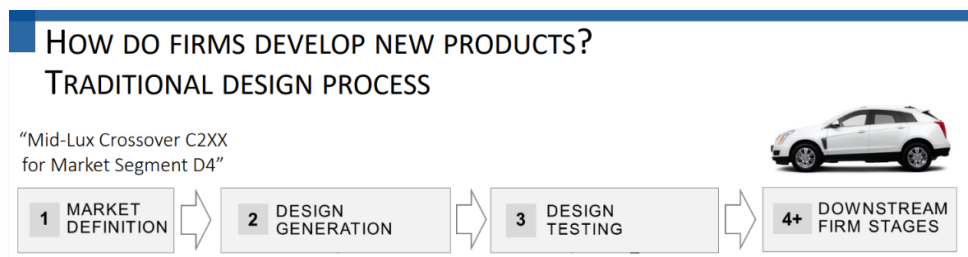 HOW DO FIRMS DEVELOP NEW PRODUCTS?
TRADITIONAL DESIGN PROCESS
“Mid-Lux Crossover C2XX
for Market Segment D4”
1 MARKET
DEFINITION
2 DESIGN
GENERATION
3 DESIGN
TESTING
4+ DOWNSTREAM
FIRM STAGES